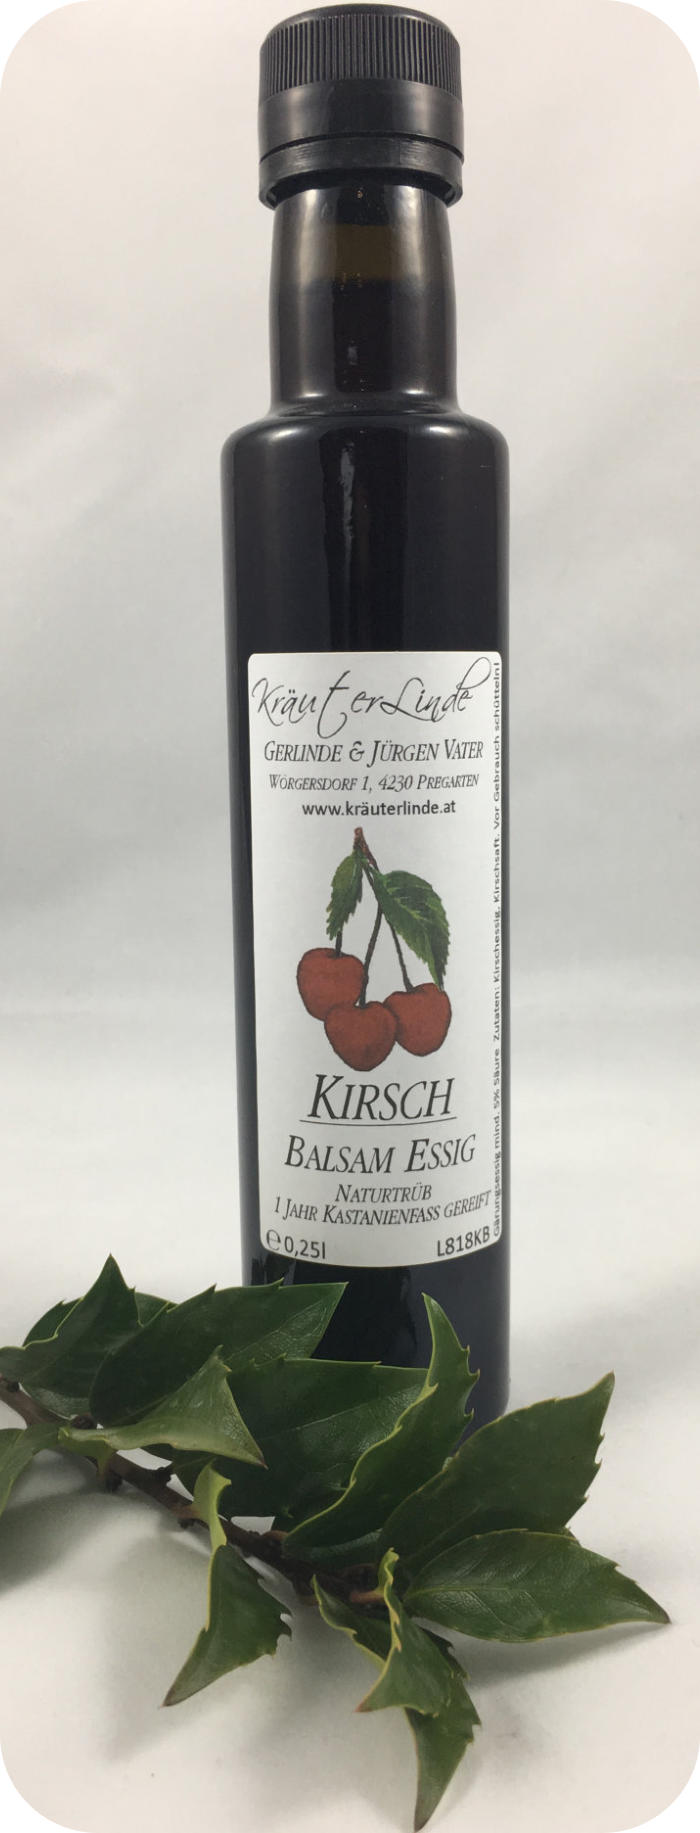 KräuterLinde
Gerlinde & Jürgen Vater
Wörgersdorf 1, 4230 Pregarten
www.kräuterlinde.at
Kirsch
Balsam Essig
Naturtrüb
1 Jahr Kastanienfass gereift
℮ 0,25l
L818KB
Gärungsessig mind. 5% Säure Zutaten: Kirschessig, Kirschsaft. Vor Gebrauch schütteln!